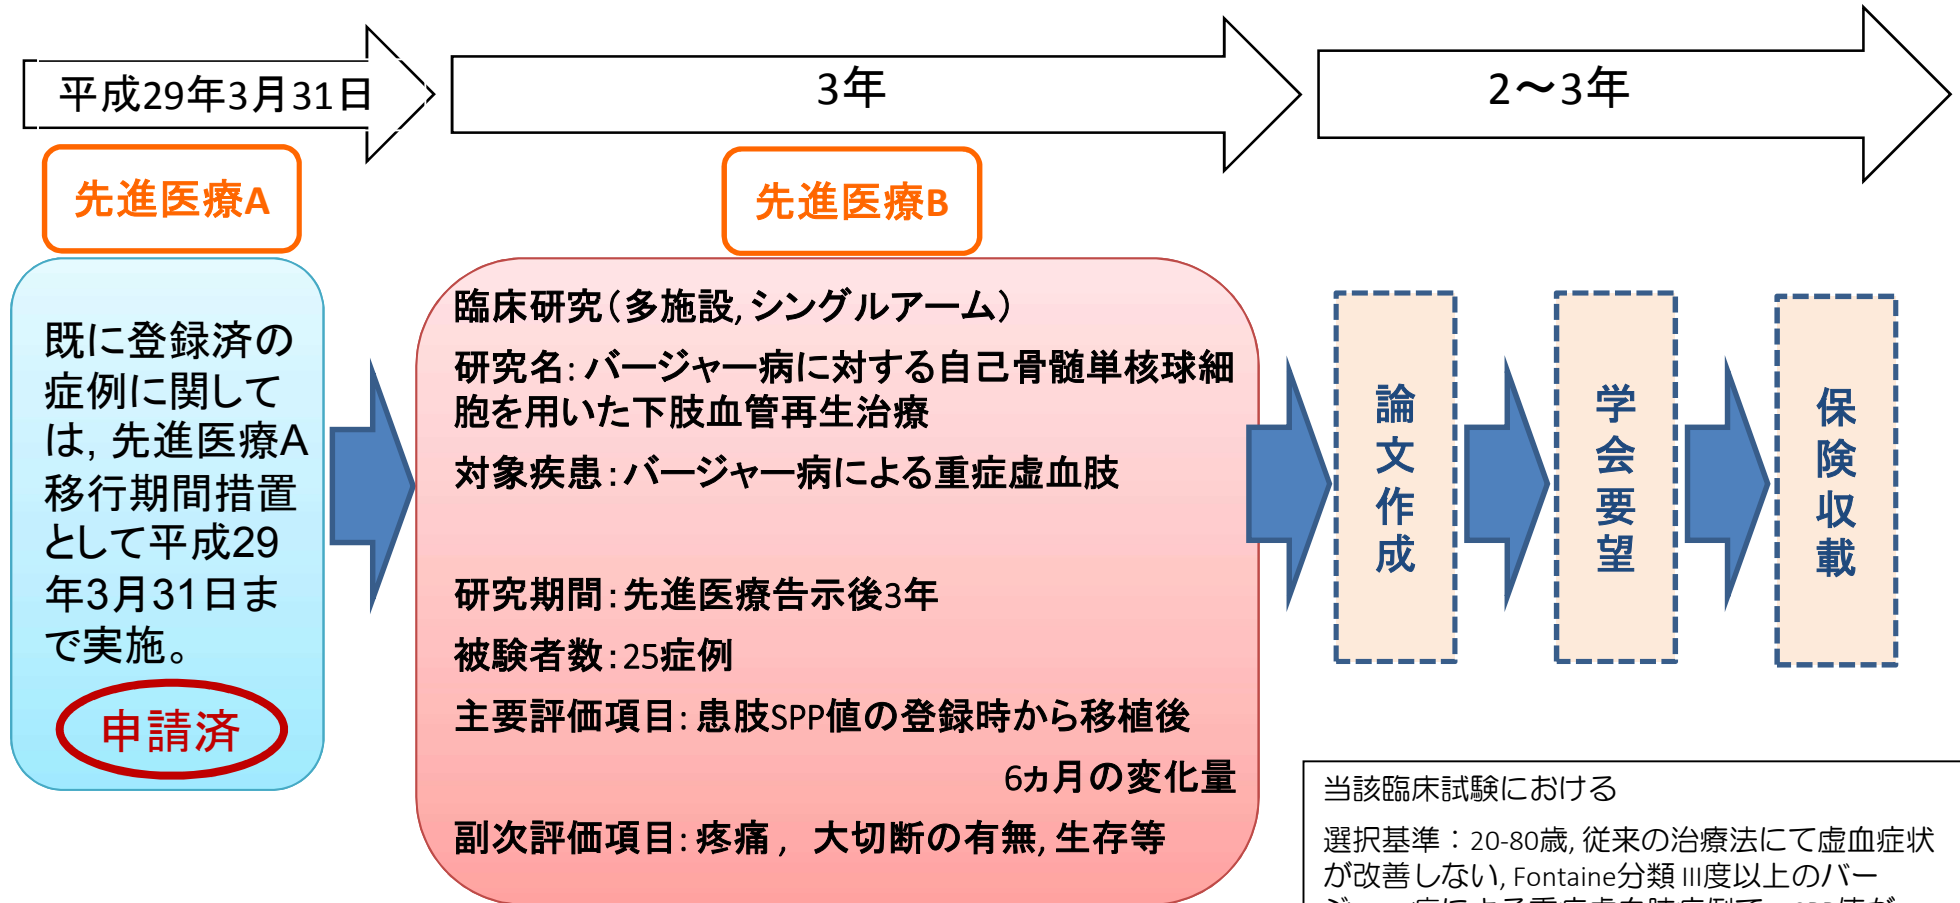 平成29年3月31日
3年
2～3年
先進医療A
先進医療B
既に登録済の
症例に関して
は, 先進医療A
移行期間措置
として平成29
年3月31日ま
で実施。
申請済
臨床研究（多施設, シングルアーム）
研究名: バージャー病に対する自己骨髄単核球細
胞を用いた下肢血管再生治療
対象疾患：バージャー病による重症虚血肢
研究期間：先進医療告示後3年
被験者数：25症例
主要評価項目: 患肢SPP値の登録時から移植後
6ヵ月の変化量
副次評価項目: 疼痛 , 大切断の有無, 生存等
論文作成
学会要望
保険収載
当該臨床試験における
選択基準：20-80歳, 従来の治療法にて虚血症状
が改善しない, Fontaine分類 III度以上のバー